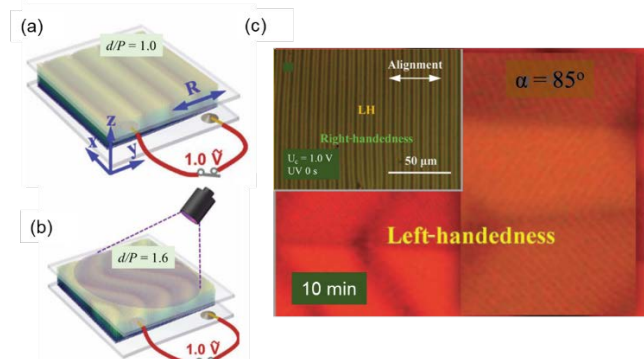 (a)
d/P = 1.0
R
z
x
y
1.0 Ṽ
(b)
d/P = 1.6
1.0 Ṽ
(c)
Alignment
LH
Right-handedness
U꜀ = 1.0 V
UV 0 s
50 μm
α = 85°
Left-handedness
10 min